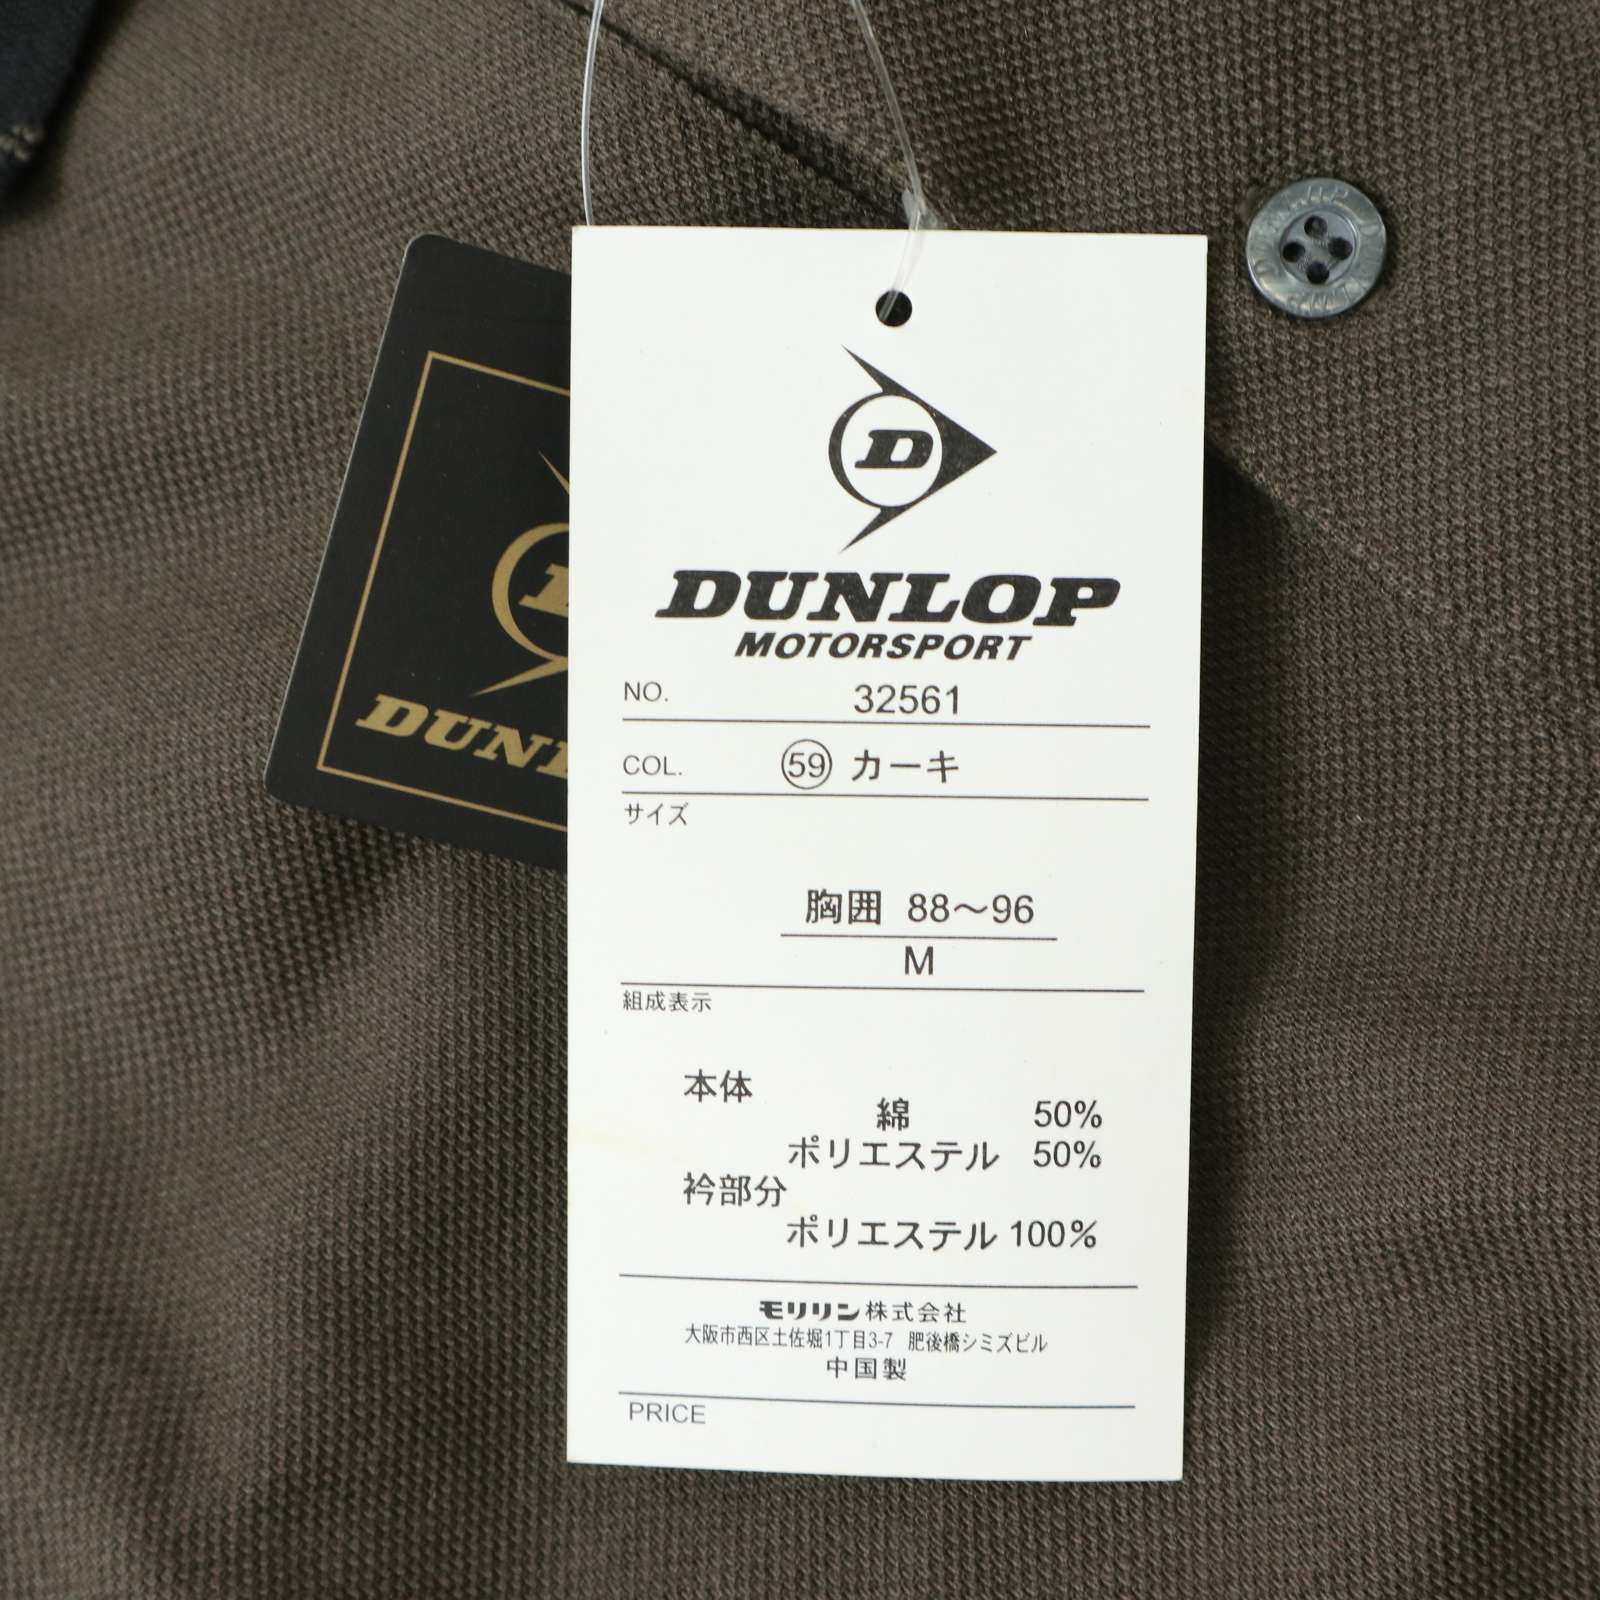 D
DUNLOP
MOTORSPORT
NO. 32561
COL. 59 カーキ
サイズ
胸囲 88〜96
M
組成表示
本体
綿 50%
ポリエステル 50%
衿部分
ポリエステル 100%
モリリン株式会社
大阪市西区土佐堀1丁目3-7 肥後橋シミズビル
中国製
PRICE
DUNL